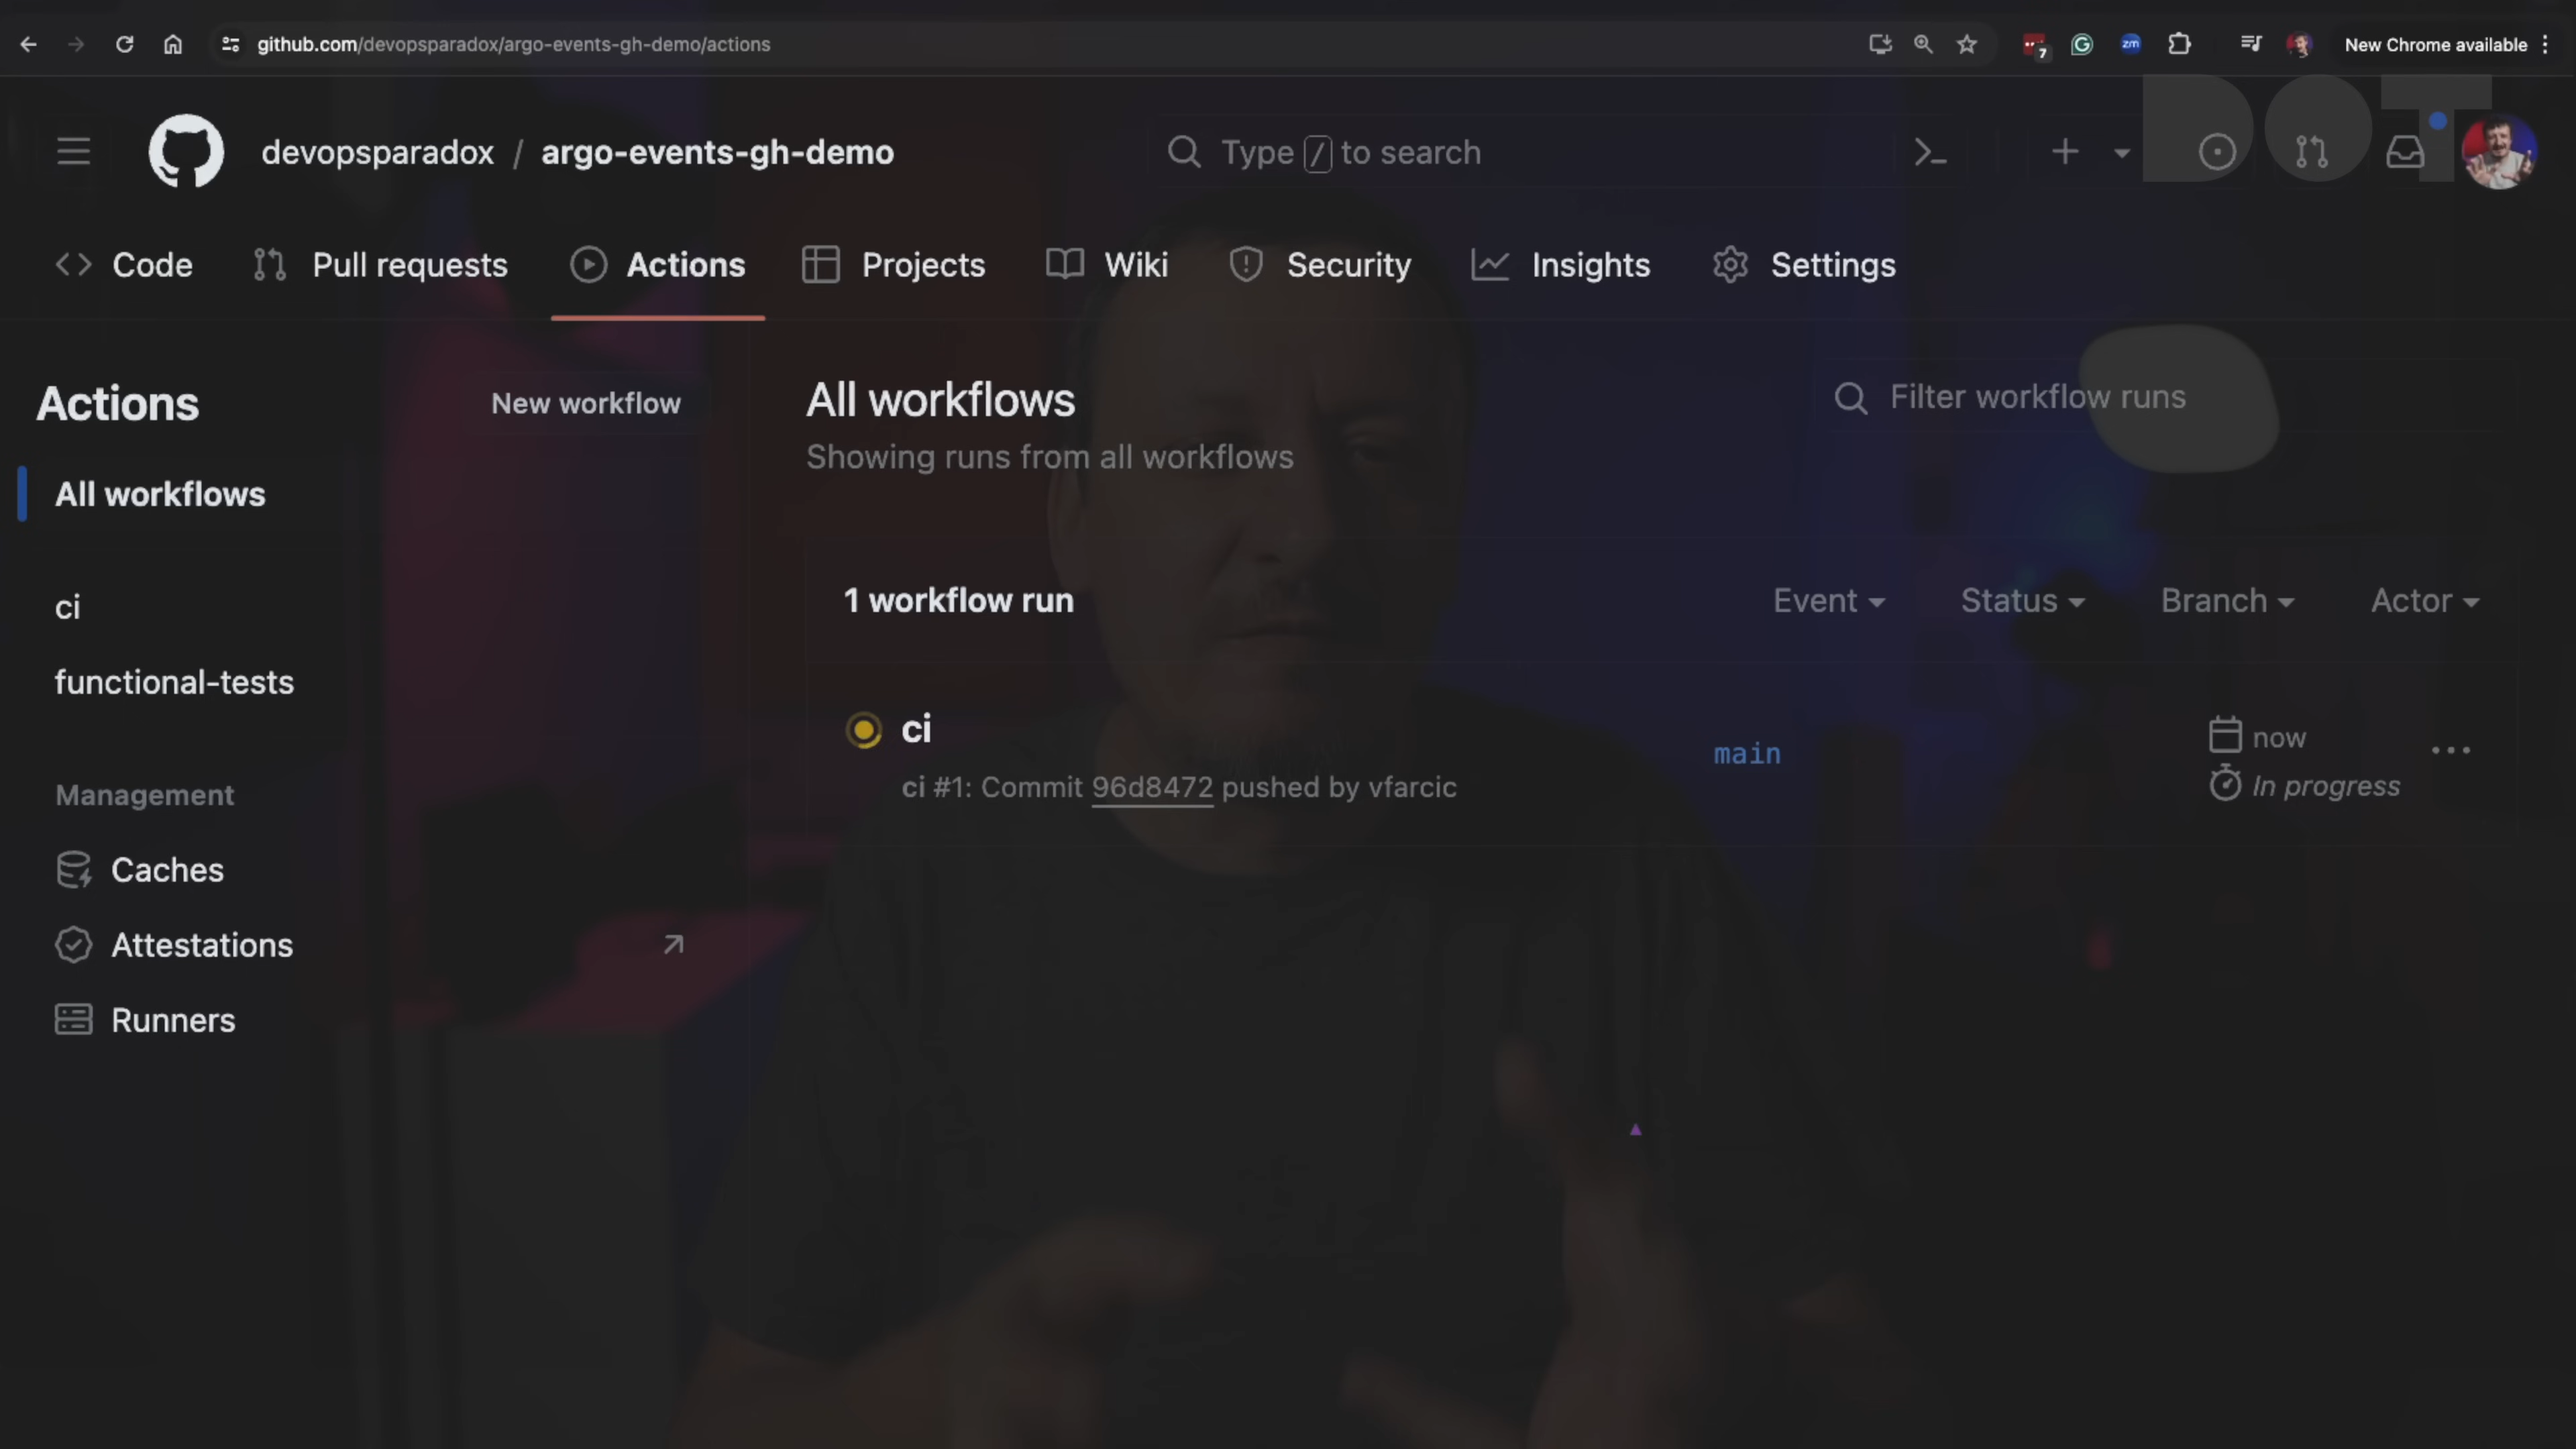 github.com/devopsparadox/argo-events-gh-demo/actions
7
zm
New Chrome available
DOT
devopsparadox / argo-events-gh-demo
Type / to search
Code
Pull requests
Actions
Projects
Wiki
Security
Insights
Settings
Actions
New workflow
All workflows
ci
functional-tests
Management
Caches
Attestations
Runners
All workflows
Showing runs from all workflows
Filter workflow runs
1 workflow run
Event
Status
Branch
Actor
ci
ci #1: Commit 96d8472 pushed by vfarcic
main
now
In progress